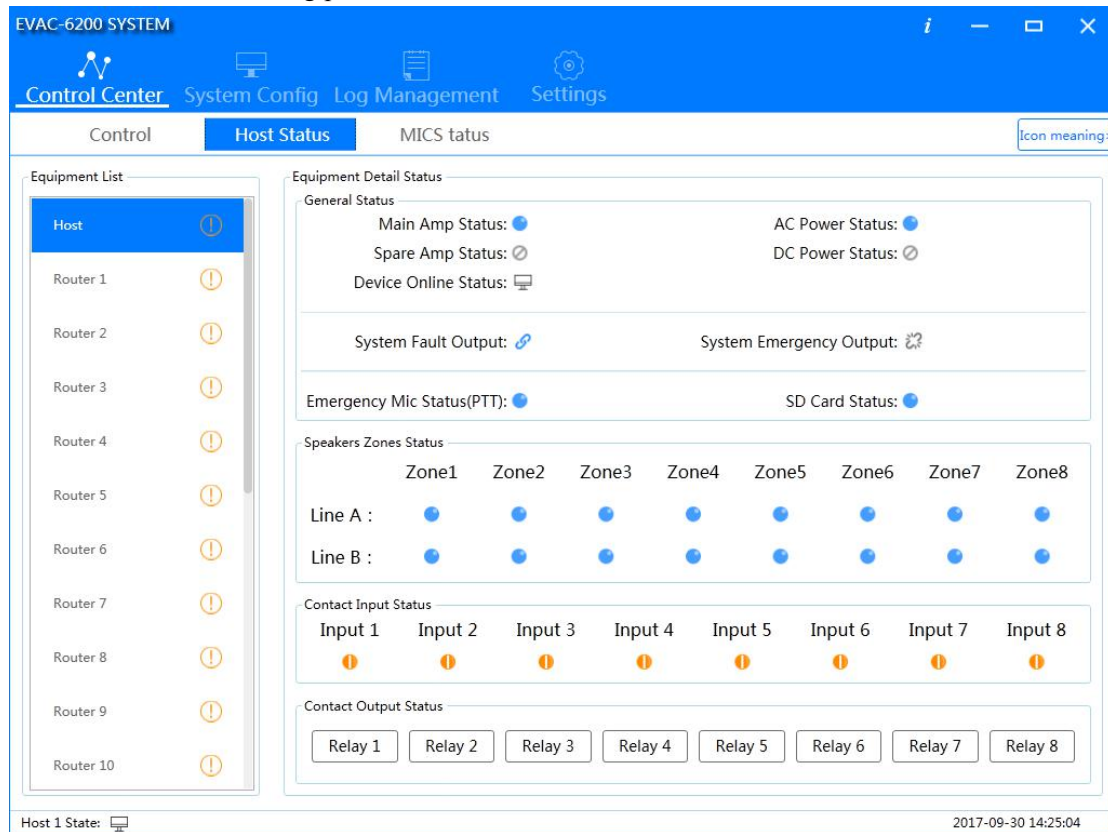 EVAC-6200 SYSTEM
i
Control Center System Config Log Management Settings
Control Host Status MICS tatus
Equipment List
Host
Router 1
Router 2
Router 3
Router 4
Router 5
Router 6
Router 7
Router 8
Router 9
Router 10
Equipment Detail Status
General Status
Main Amp Status: AC Power Status:
Spare Amp Status: DC Power Status:
Device Online Status:
System Fault Output: System Emergency Output:
Emergency Mic Status(PTT): SD Card Status:
Speakers Zones Status
Zone1 Zone2 Zone3 Zone4 Zone5 Zone6 Zone7 Zone8
Line A :
Line B :
Contact Input Status
Input 1 Input 2 Input 3 Input 4 Input 5 Input 6 Input 7 Input 8
Contact Output Status
Relay 1 Relay 2 Relay 3 Relay 4 Relay 5 Relay 6 Relay 7 Relay 8
Icon meaning
Host 1 State: 2017-09-30 14:25:04